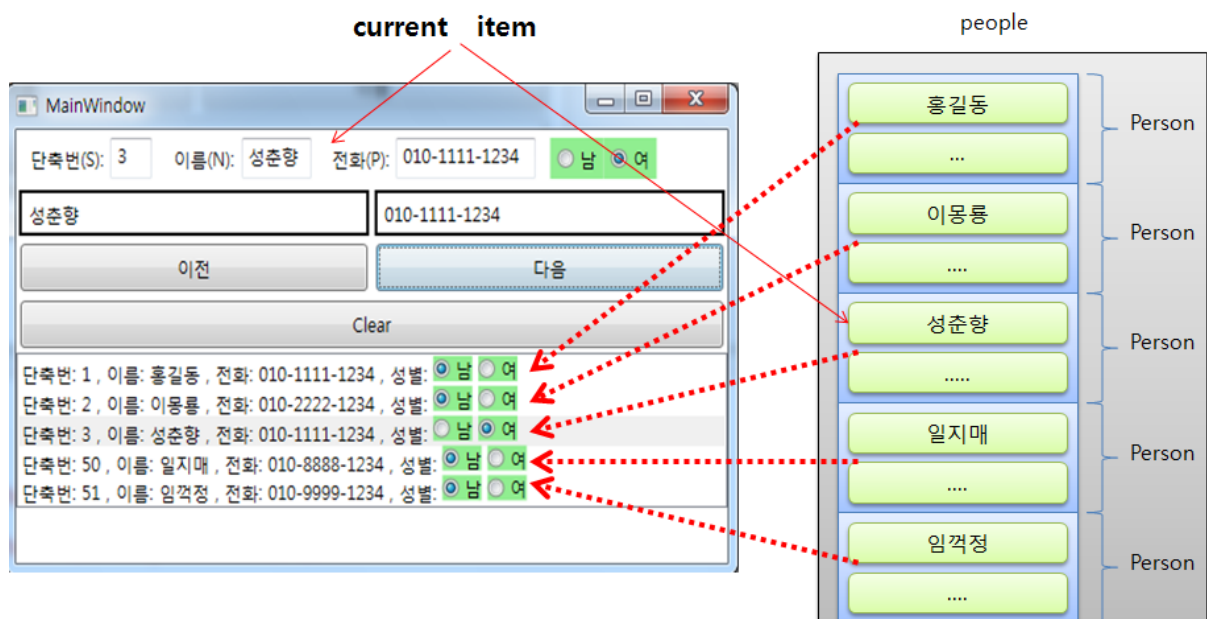 current item
people
MainWindow
단축번(S): 3 이름(N): 성춘향 전화(P): 010-1111-1234 남 여
성춘향 010-1111-1234
이전 다음
Clear
단축번: 1 , 이름: 홍길동 , 전화: 010-1111-1234 , 성별: 남 여
단축번: 2 , 이름: 이몽룡 , 전화: 010-2222-1234 , 성별: 남 여
단축번: 3 , 이름: 성춘향 , 전화: 010-1111-1234 , 성별: 남 여
단축번: 50 , 이름: 일지매 , 전화: 010-8888-1234 , 성별: 남 여
단축번: 51 , 이름: 임꺽정 , 전화: 010-9999-1234 , 성별: 남 여
홍길동
...
Person
이몽룡
....
Person
성춘향
.....
Person
일지매
....
Person
임꺽정
....
Person